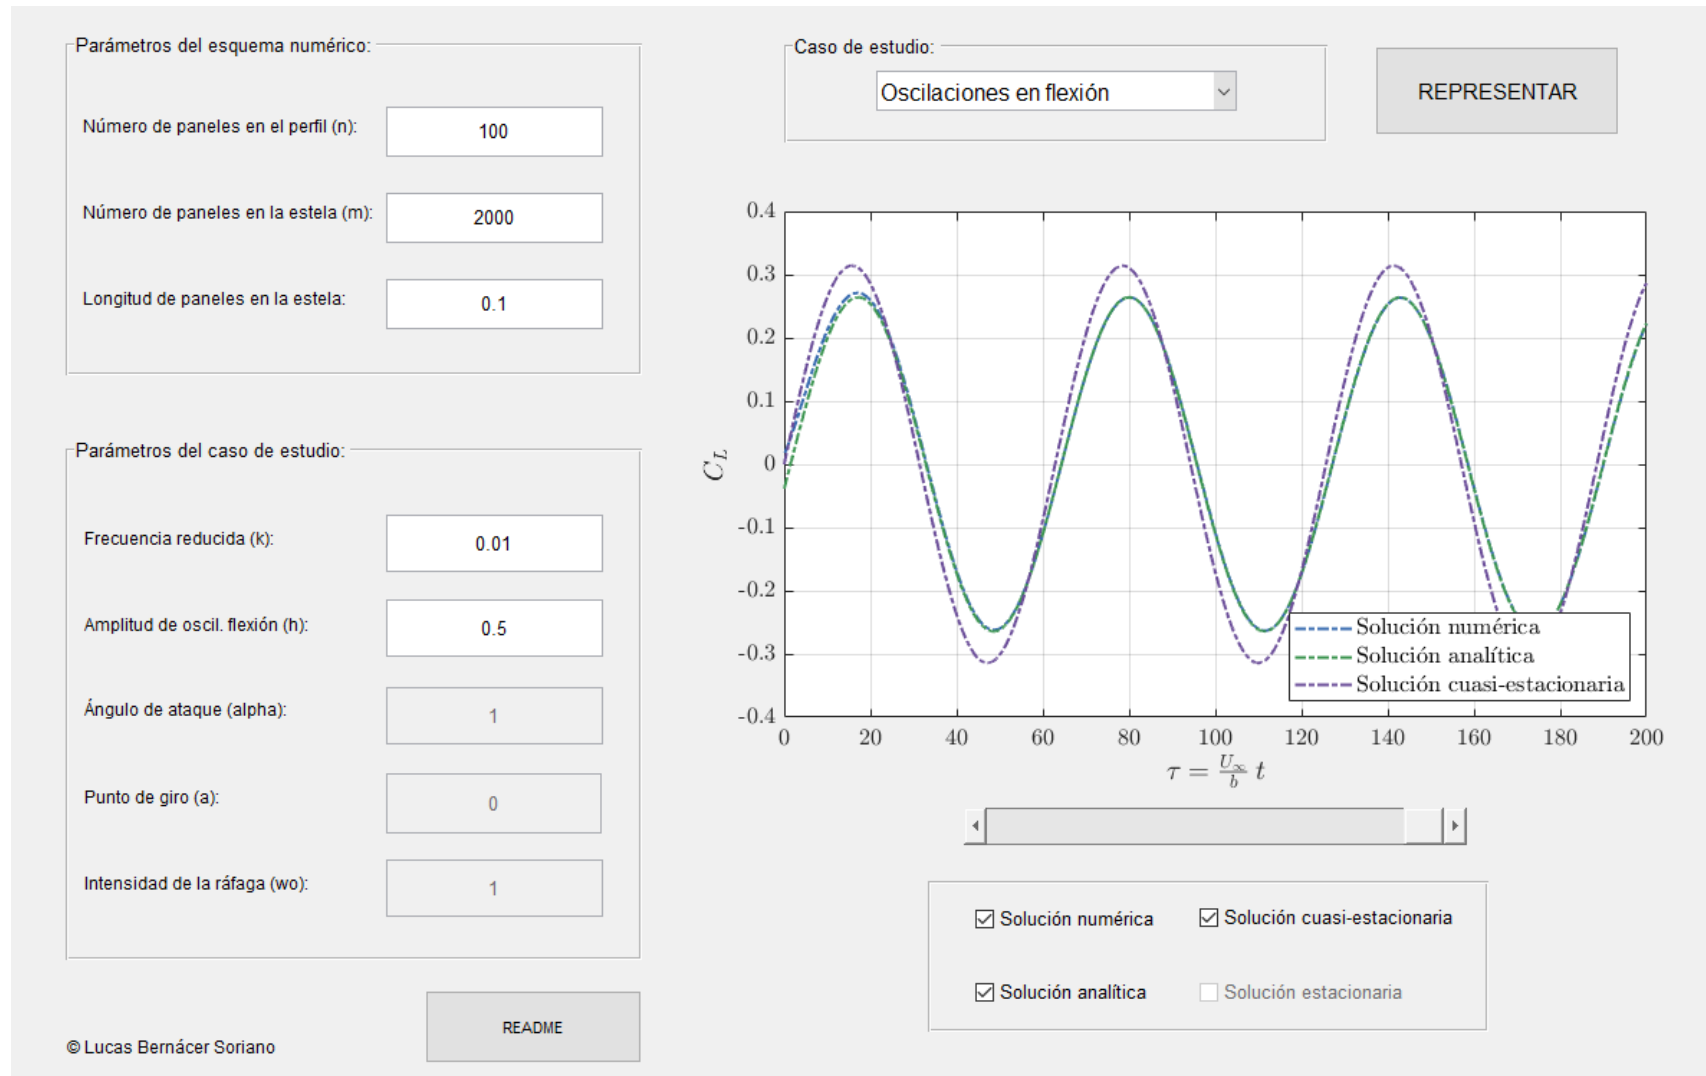 Parámetros del esquema numérico:
Número de paneles en el perfil (n):
100
Número de paneles en la estela (m):
2000
Longitud de paneles en la estela:
0.1
Parámetros del caso de estudio:
Frecuencia reducida (k):
0.01
Amplitud de oscil. flexión (h):
0.5
Ángulo de ataque (alpha):
1
Punto de giro (a):
0
Intensidad de la ráfaga (wo):
1
README
© Lucas Bernácer Soriano
Caso de estudio:
Oscilaciones en flexión
REPRESENTAR
0.4
0.3
0.2
0.1
0
-0.1
-0.2
-0.3
-0.4
C_L
Solución numérica
Solución analítica
Solución cuasi-estacionaria
0 20 40 60 80 100 120 140 160 180 200
τ = U_∞/b t
Solución numérica
Solución cuasi-estacionaria
Solución analítica
Solución estacionaria